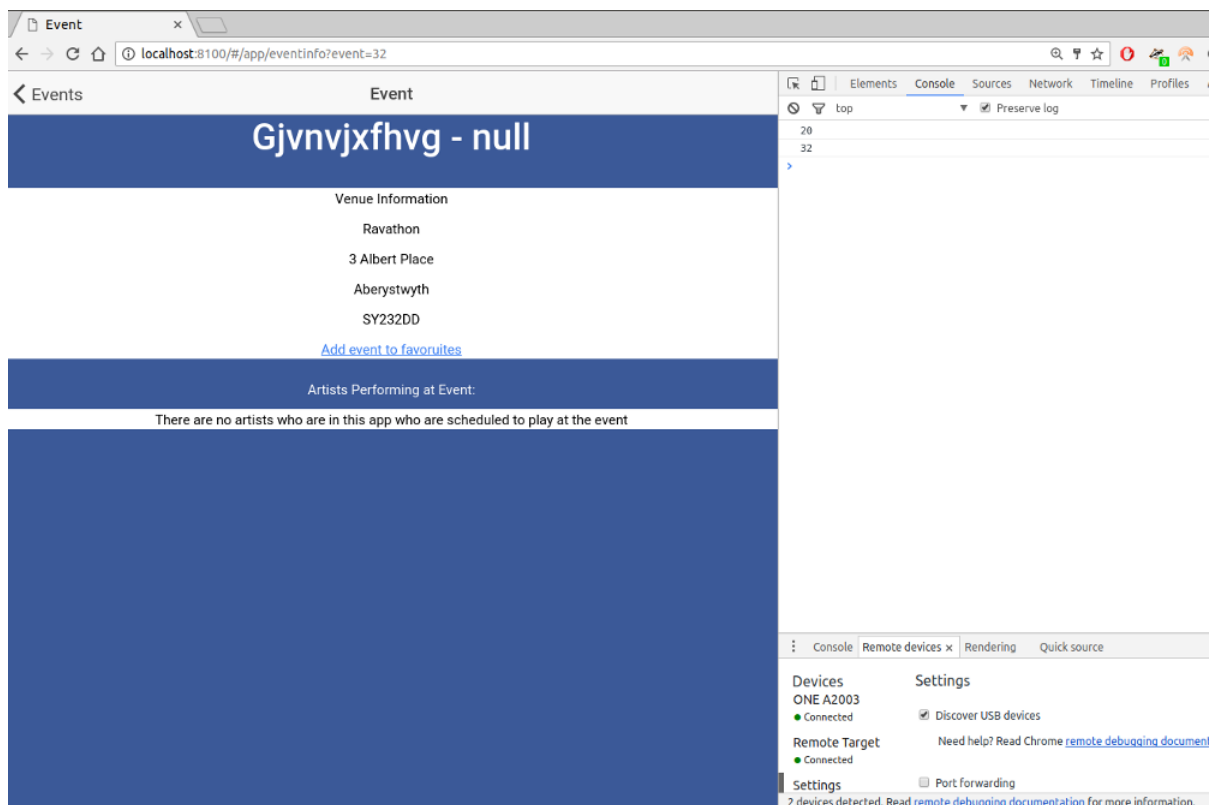 Event
localhost:8100/#/app/eventinfo?event=32
0
Events
Event
Gjvnvjxfhvg - null
Venue Information
Ravathon
3 Albert Place
Aberystwyth
SY232DD
Add event to favoruites
Artists Performing at Event:
There are no artists who are in this app who are scheduled to play at the event
Elements Console Sources Network Timeline Profiles
top Preserve log
20
32
Console Remote devices Rendering Quick source
Devices
ONE A2003
Connected
Remote Target
Connected
Settings
Settings
Discover USB devices
Need help? Read Chrome remote debugging document
Port forwarding
2 devices detected. Read remote debugging documentation for more information.